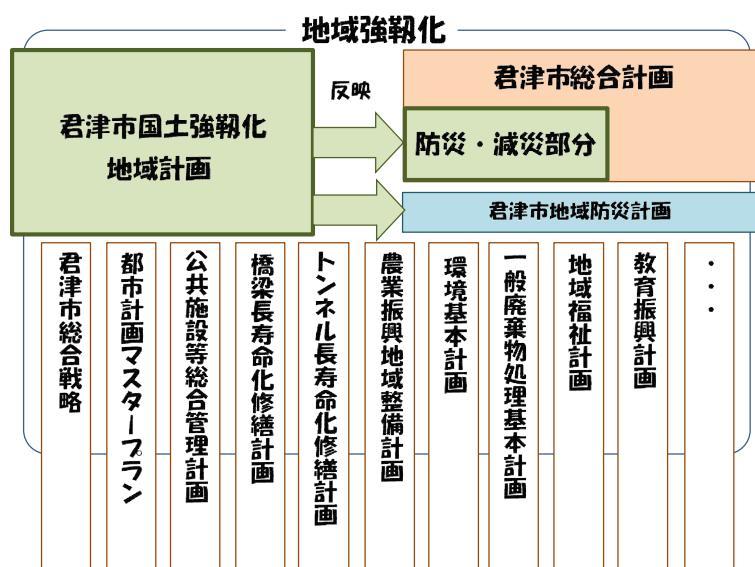 地域強靱化
君津市国土強靱化
地域計画
反映
君津市総合計画
防災・減災部分
君津市地域防災計画
君津市総合戦略
都市計画マスタープラン
公共施設等総合管理計画
橋梁長寿命化修繕計画
トンネル長寿命化修繕計画
農業振興地域整備計画
環境基本計画
一般廃棄物処理基本計画
地域福祉計画
教育振興計画
・・・